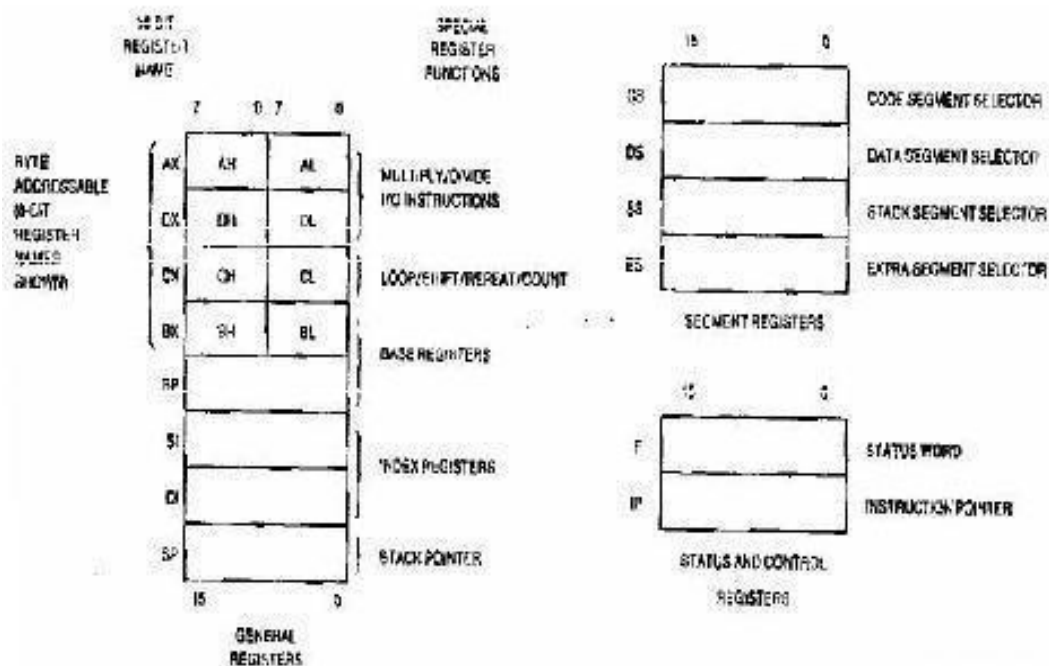 16 BIT
REGISTER
NAME
SPECIAL
REGISTER
FUNCTIONS
7 0 7 0
BYTE
ADDRESSABLE
REGISTER
NAMES
SHOWN)
AX AH AL
DX DH DL
CX CH CL
BX BH BL
BP
SI
DI
SP
15 0
GENERAL
REGISTERS
MULTIPLY/DIVIDE
I/O INSTRUCTIONS
LOOP/SHIFT/REPEAT/COUNT
BASE REGISTERS
INDEX REGISTERS
STACK POINTER
15 0
CS CODE SEGMENT SELECTOR
DS DATA SEGMENT SELECTOR
SS STACK SEGMENT SELECTOR
ES EXTRA SEGMENT SELECTOR
SEGMENT REGISTERS
15 0
F STATUS WORD
IP INSTRUCTION POINTER
STATUS AND CONTROL
REGISTERS